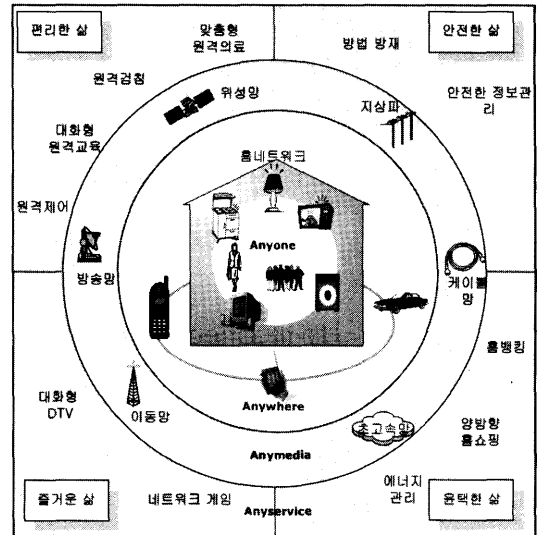 편리한 삶
맞춤형
원격의료
방법 방재
안전한 삶
원격검침
위성망
지상파
안전한 정보관
리
대화형
원격교육
홈네트워크
원격제어
Anyone
방송망
케이블
망
홈뱅킹
대화형
DTV
이동망
Anywhere
초고속망
양방향
홈쇼핑
Anymedia
에너지
관리
즐거운 삶
네트워크 게임
Anyservice
윤택한 삶